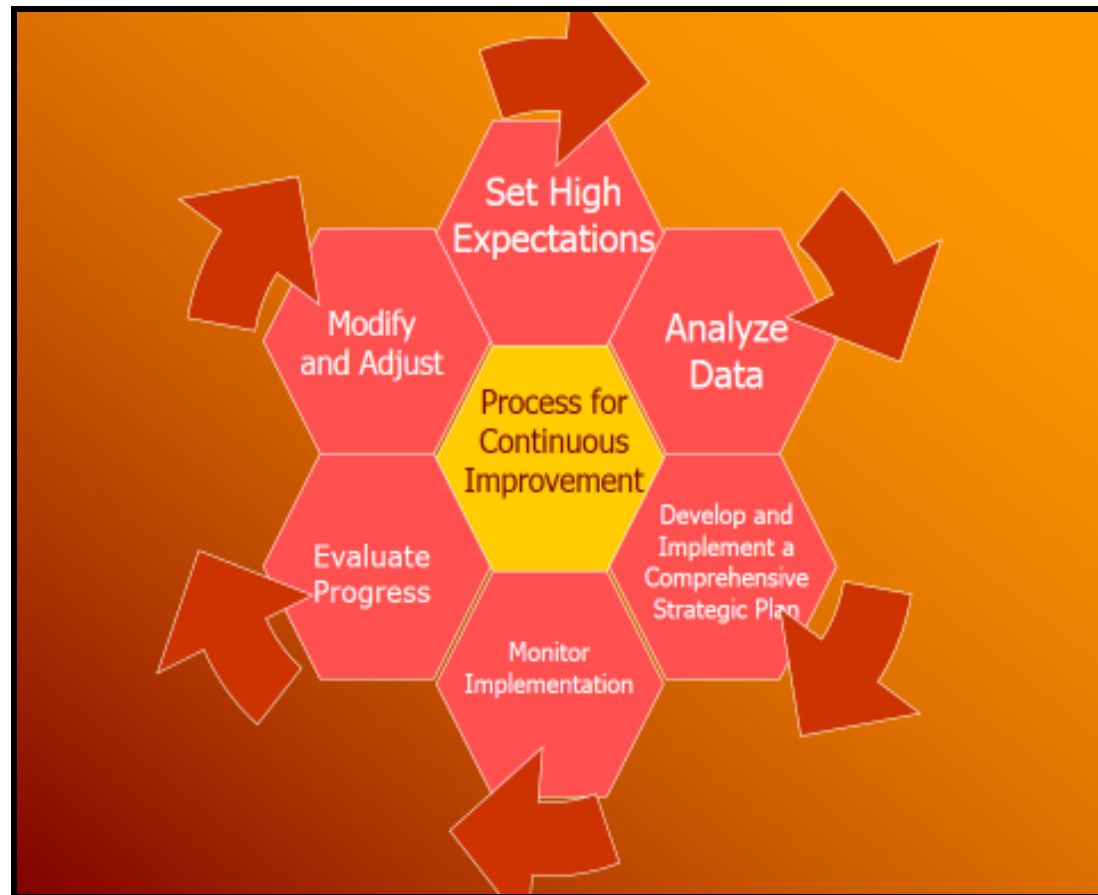 Set High
Expectations
Analyze
Data
Develop and
Implement a
Comprehensive
Strategic Plan
Monitor
Implementation
Evaluate
Progress
Modify
and Adjust
Process for
Continuous
Improvement